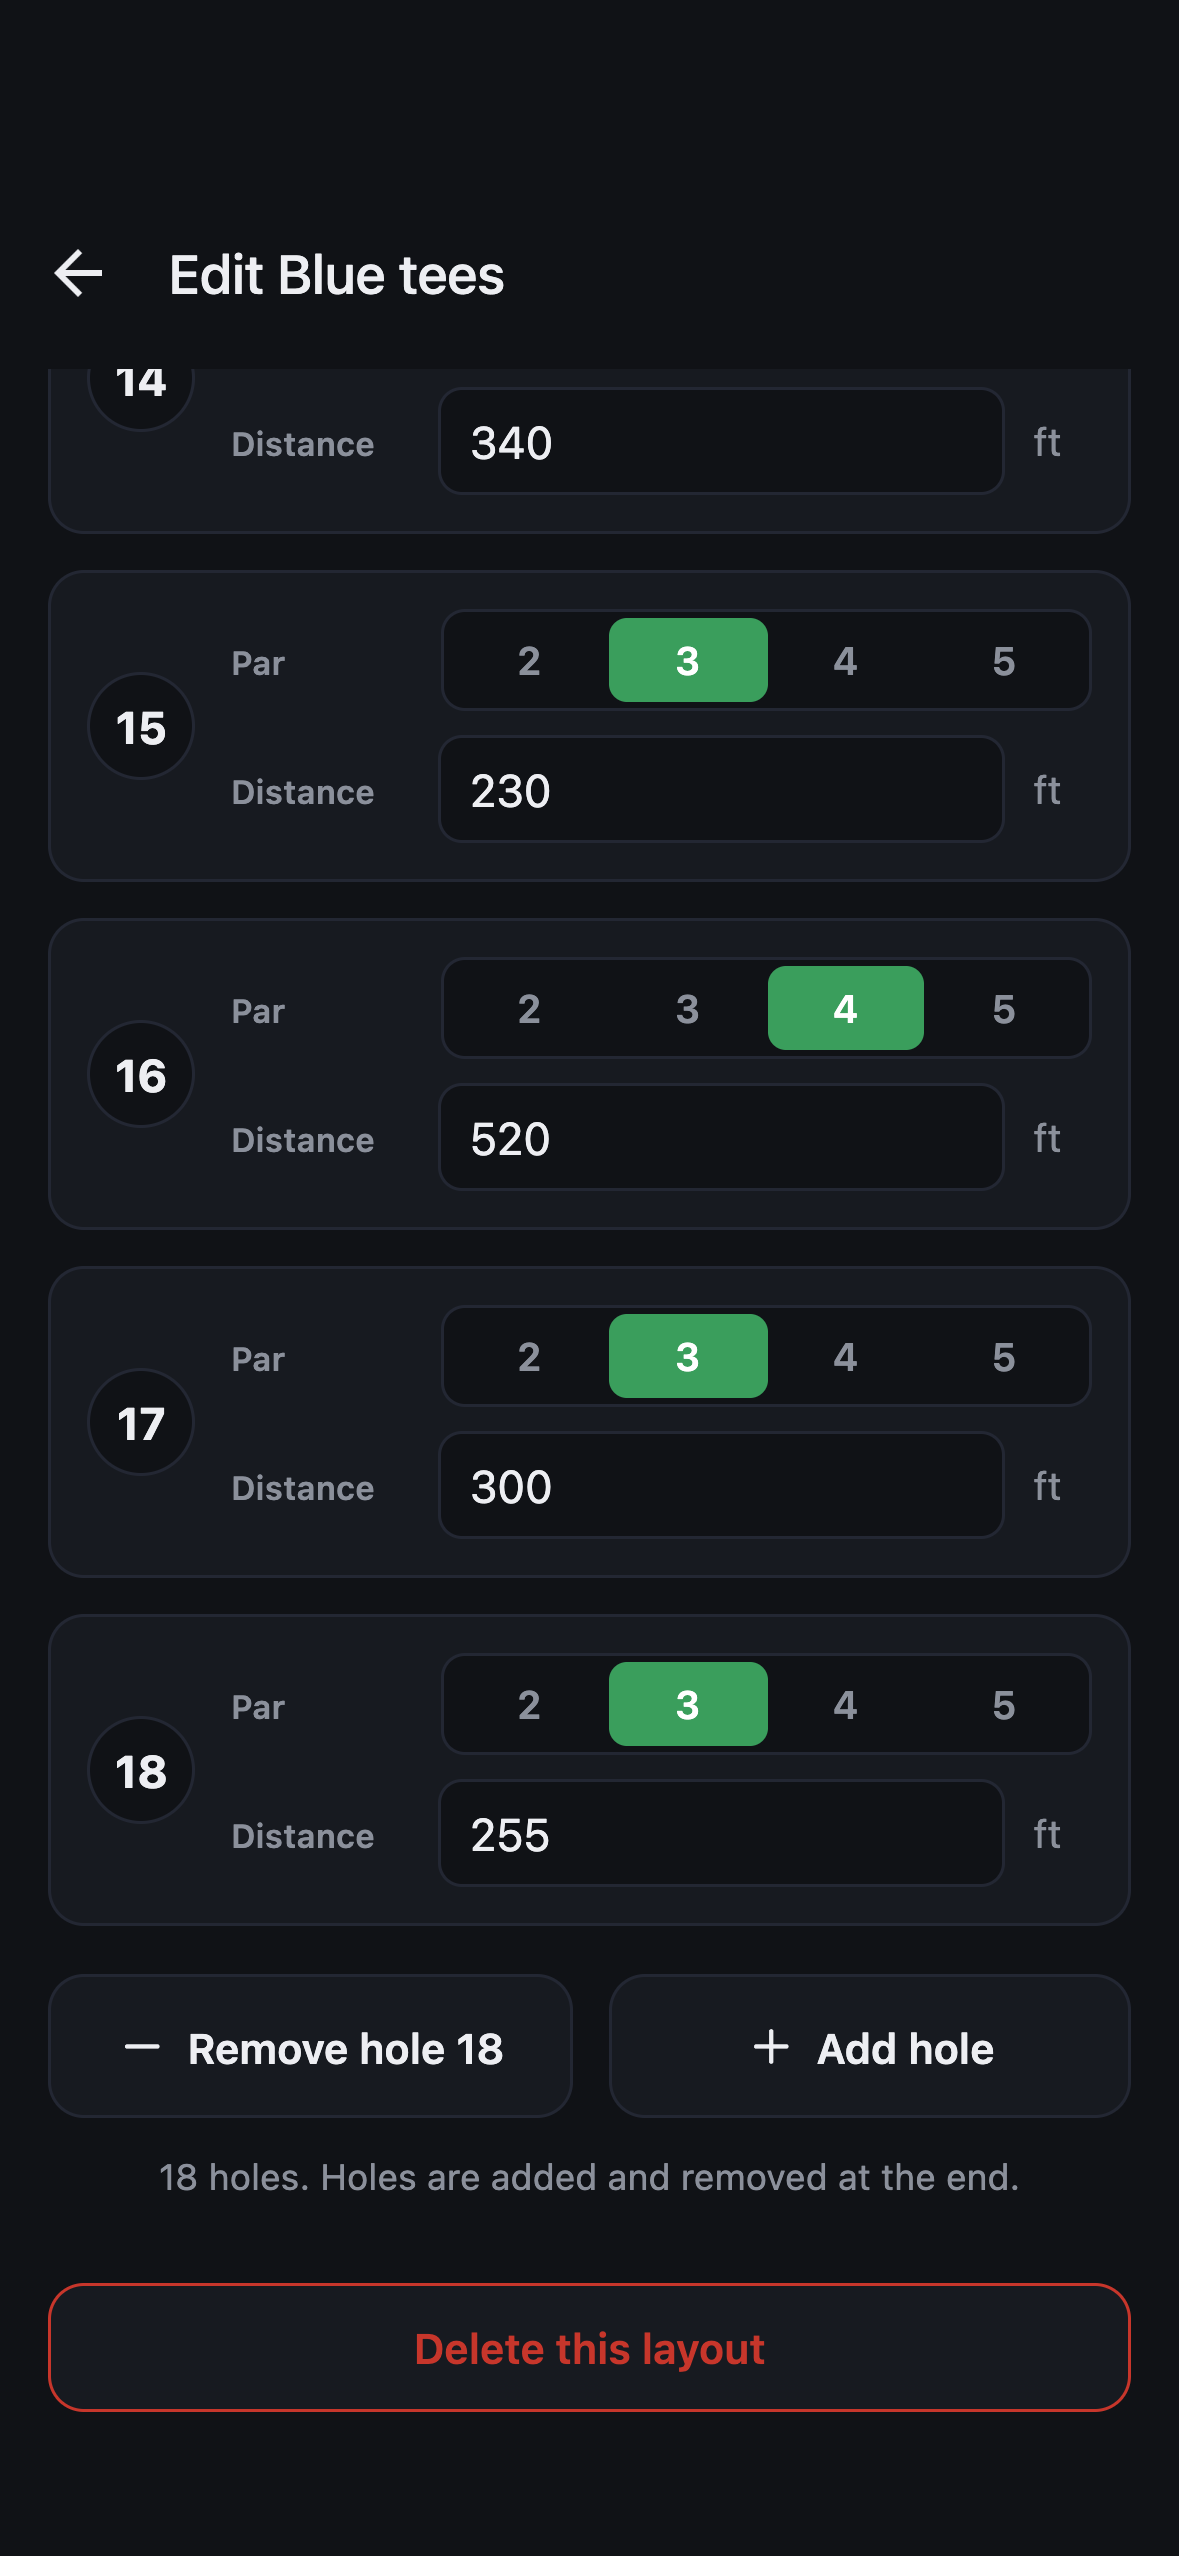 Edit Blue tees
14
Distance 340 ft
Par 2 3 4 5
15
Distance 230 ft
Par 2 3 4 5
16
Distance 520 ft
Par 2 3 4 5
17
Distance 300 ft
Par 2 3 4 5
18
Distance 255 ft
Remove hole 18
Add hole
18 holes. Holes are added and removed at the end.
Delete this layout